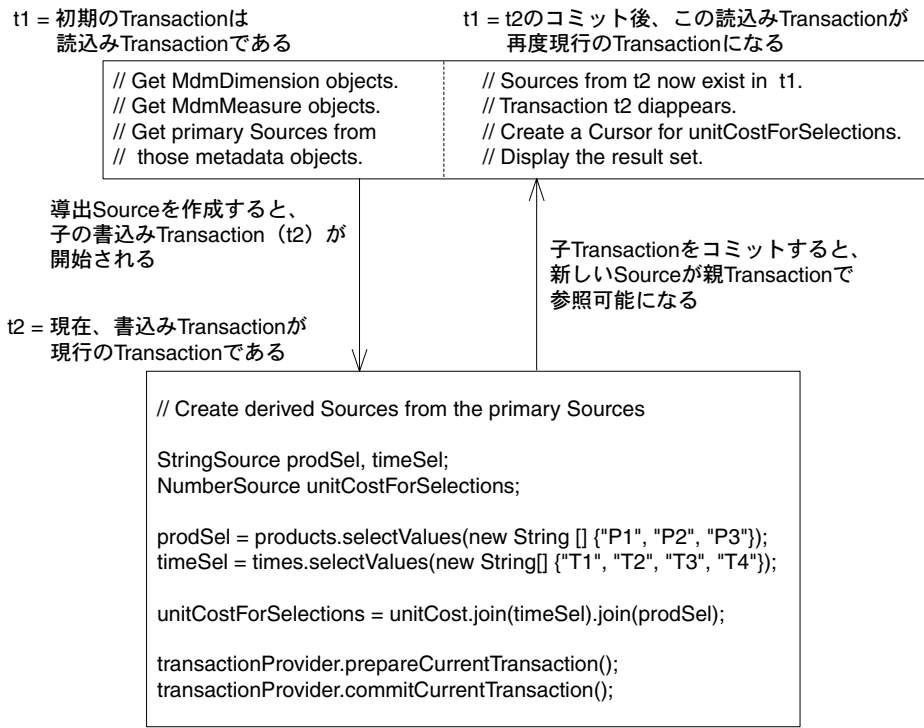 t1 = 初期のTransactionは
読込みTransactionである
t1 = t2のコミット後、この読込みTransactionが
再度現行のTransactionになる
// Get MdmDimension objects.
// Get MdmMeasure objects.
// Get primary Sources from
// those metadata objects.
// Sources from t2 now exist in t1.
// Transaction t2 diappears.
// Create a Cursor for unitCostForSelections.
// Display the result set.
導出Sourceを作成すると、
子の書込みTransaction（t2）が
開始される
子Transactionをコミットすると、
新しいSourceが親Transactionで
参照可能になる
t2 = 現在、書込みTransactionが
現行のTransactionである
// Create derived Sources from the primary Sources
StringSource prodSel, timeSel;
NumberSource unitCostForSelections;
prodSel = products.selectValues(new String [] {"P1", "P2", "P3"});
timeSel = times.selectValues(new String[] {"T1", "T2", "T3", "T4"});
unitCostForSelections = unitCost.join(timeSel).join(prodSel);
transactionProvider.prepareCurrentTransaction();
transactionProvider.commitCurrentTransaction();